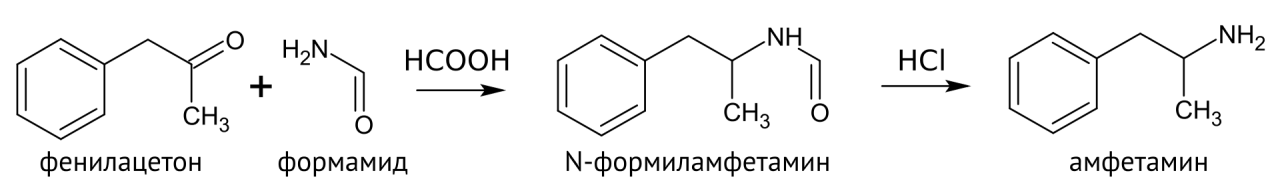 O
CH3
+
H2N
O
HCOOH
NH
CH3
O
HCl
NH2
CH3
фенилацетон
формамид
N-формиламфетамин
амфетамин